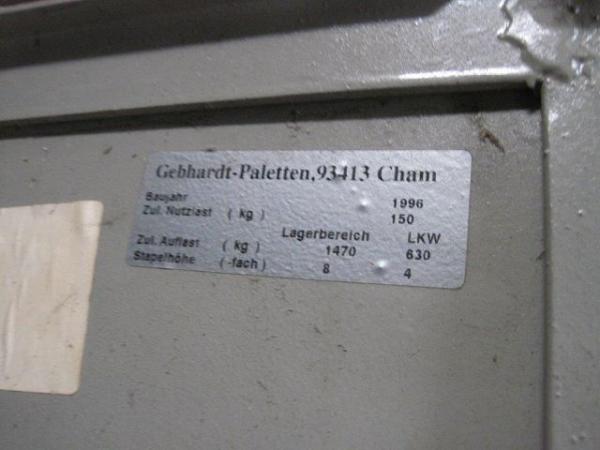 Gebhardt-Paletten,93413 Cham
Baujahr 1996
Zul. Nutzlast ( kg ) 150
Lagerbereich LKW
Zul. Auflast ( kg ) 1470 630
Stapelhöhe (-fach) 8 4